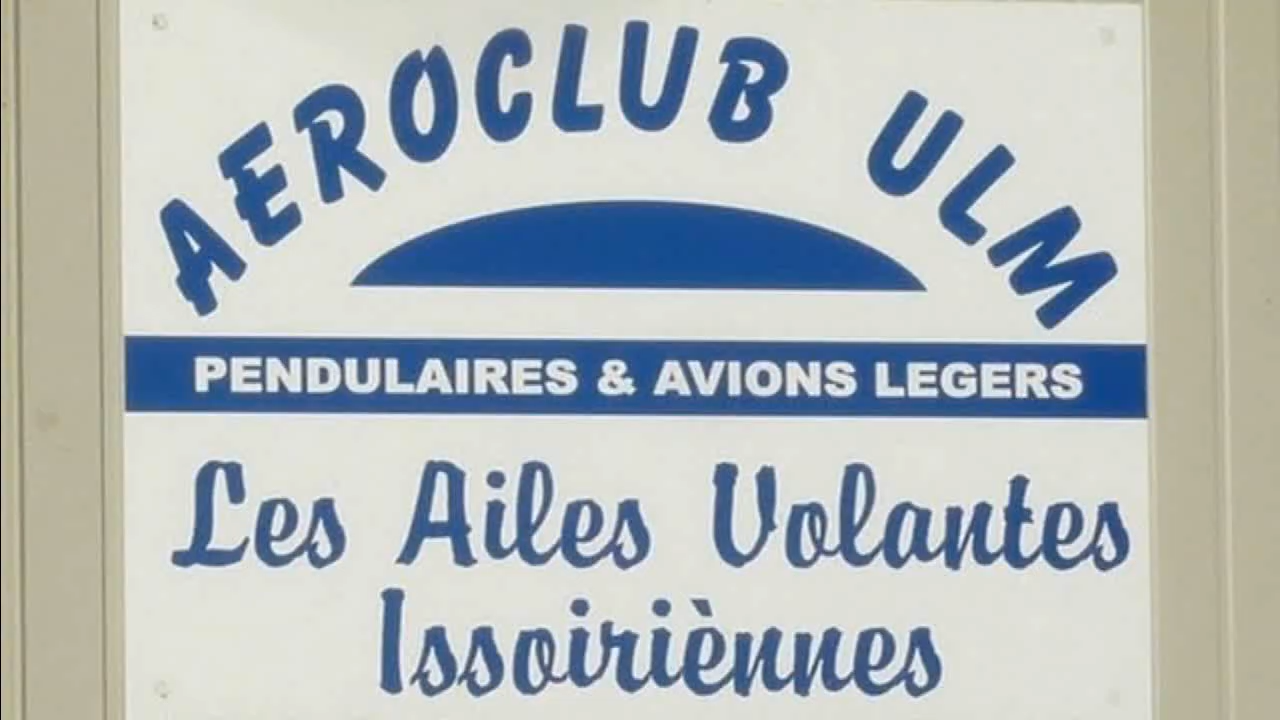 AEROCLUB ULM
PENDULAIRES & AVIONS LEGERS
Les Ailes Volantes
Issoiriènnes